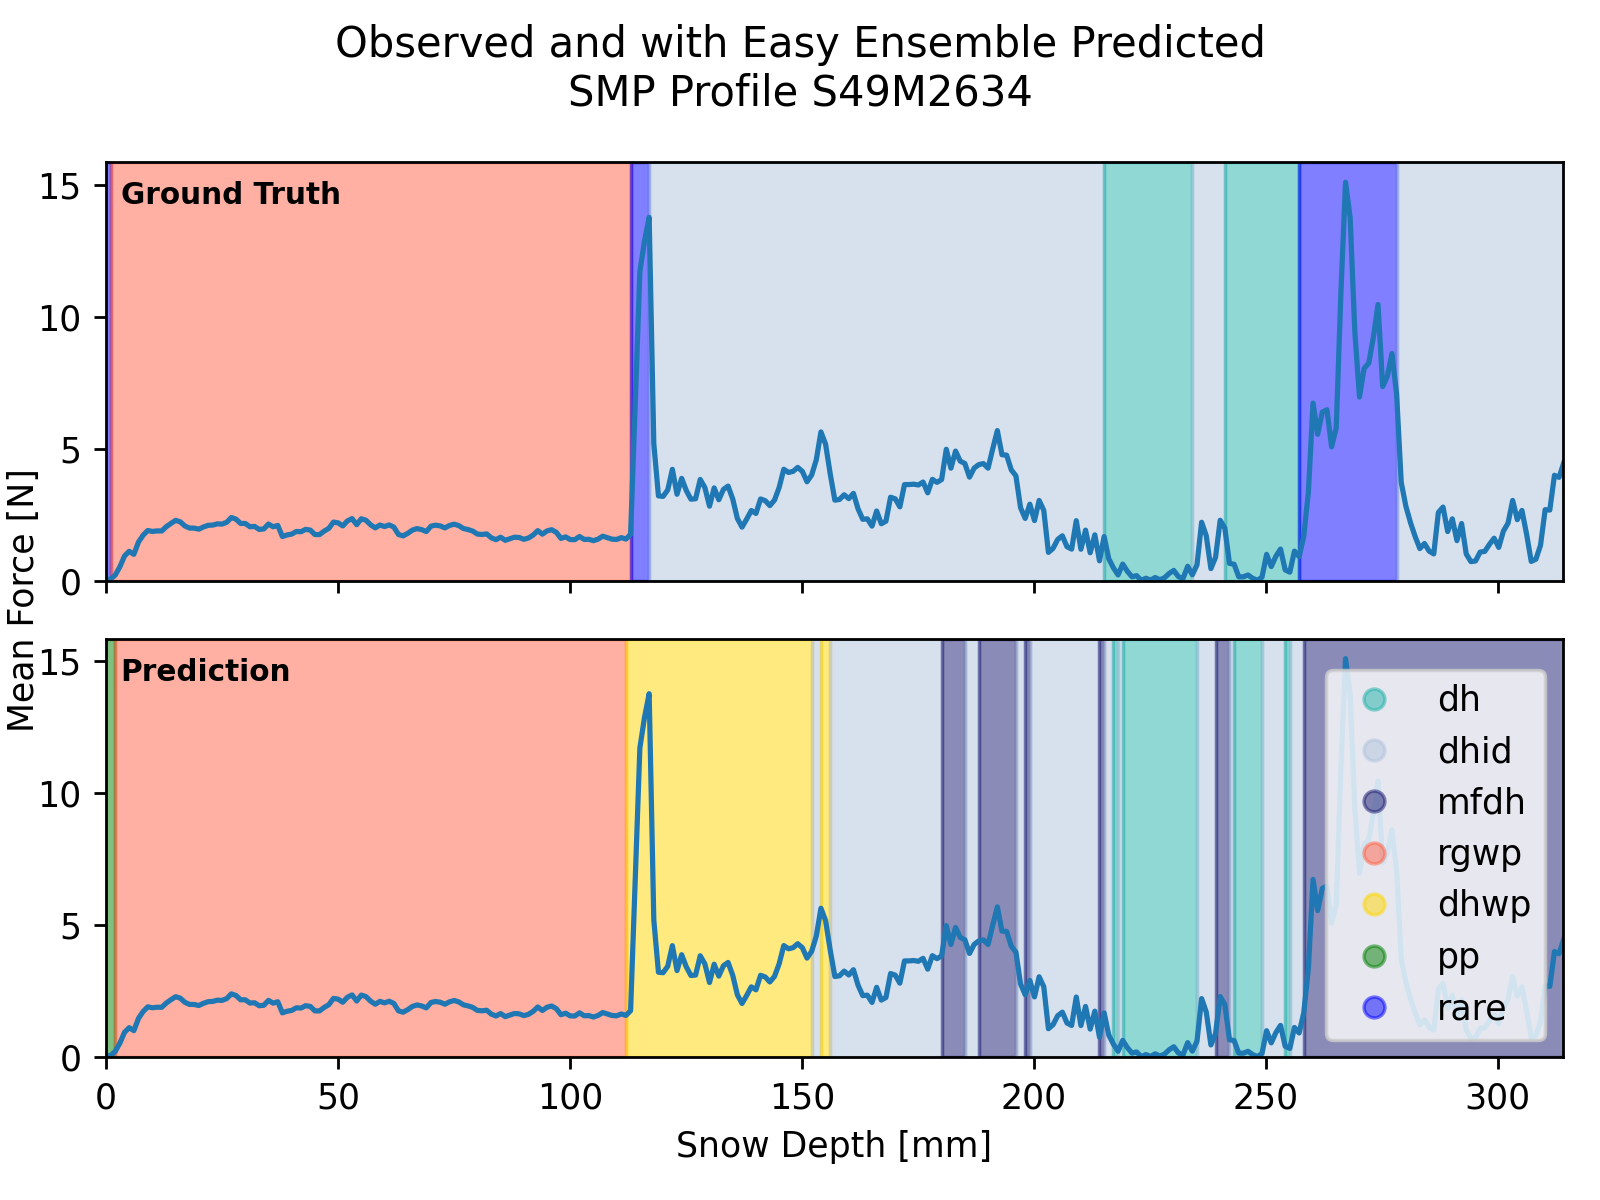 Observed and with Easy Ensemble Predicted
SMP Profile S49M2634
Mean Force [N]
15
10
5
0
Ground Truth
15
10
5
0
Prediction
dh
dhid
mfdh
rgwp
dhwp
pp
rare
0 50 100 150 200 250 300
Snow Depth [mm]